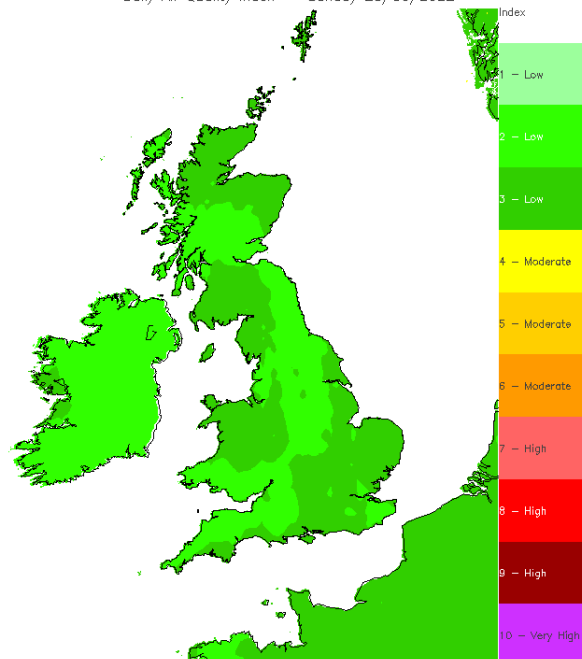 Index
1 - Low
2 - Low
3 - Low
4 - Moderate
5 - Moderate
6 - Moderate
7 - High
8 - High
9 - High
10 - Very High